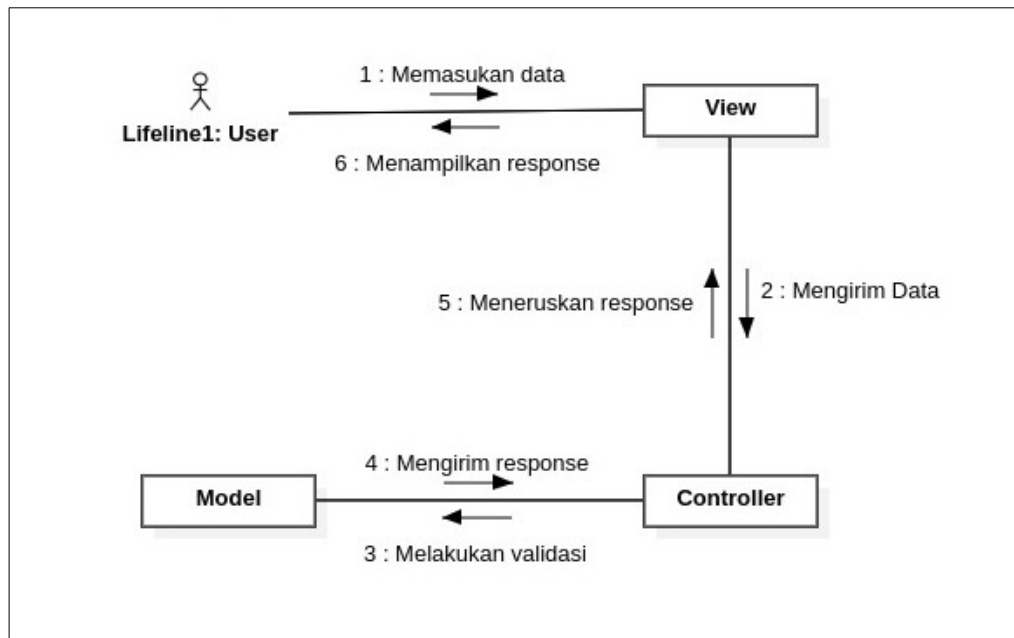 1 : Memasukan data
View
Lifeline1: User
6 : Menampilkan response
5 : Meneruskan response
2 : Mengirim Data
4 : Mengirim response
Model
Controller
3 : Melakukan validasi